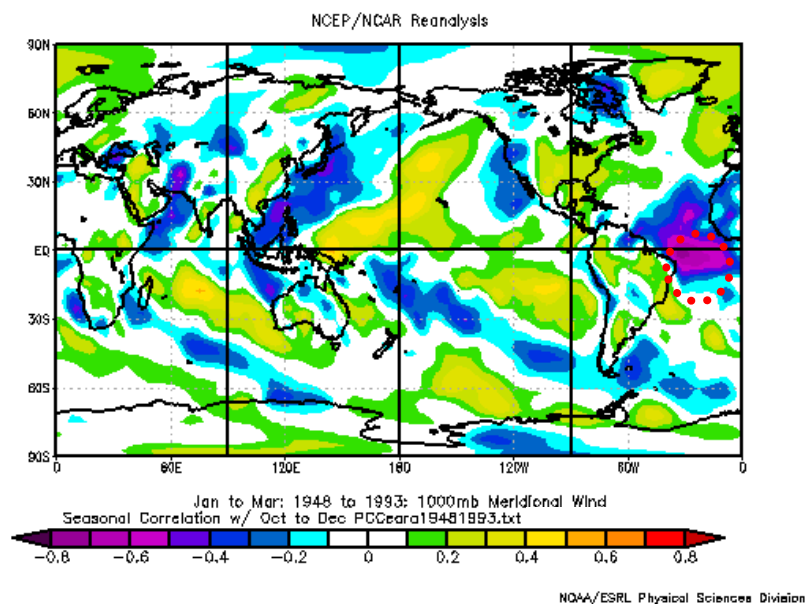 NCEP/NCAR Reanalysis
90N
60N
30N
EQ
30S
60S
90S
0 60E 120E 180 120W 60W 0
Jan to Mar: 1948 to 1993: 1000mb Meridional Wind
Seasonal Correlation w/ Oct to Dec PCCeara19481993.txt
-0.8 -0.6 -0.4 -0.2 0 0.2 0.4 0.6 0.8
NOAA/ESRL Physical Sciences Division